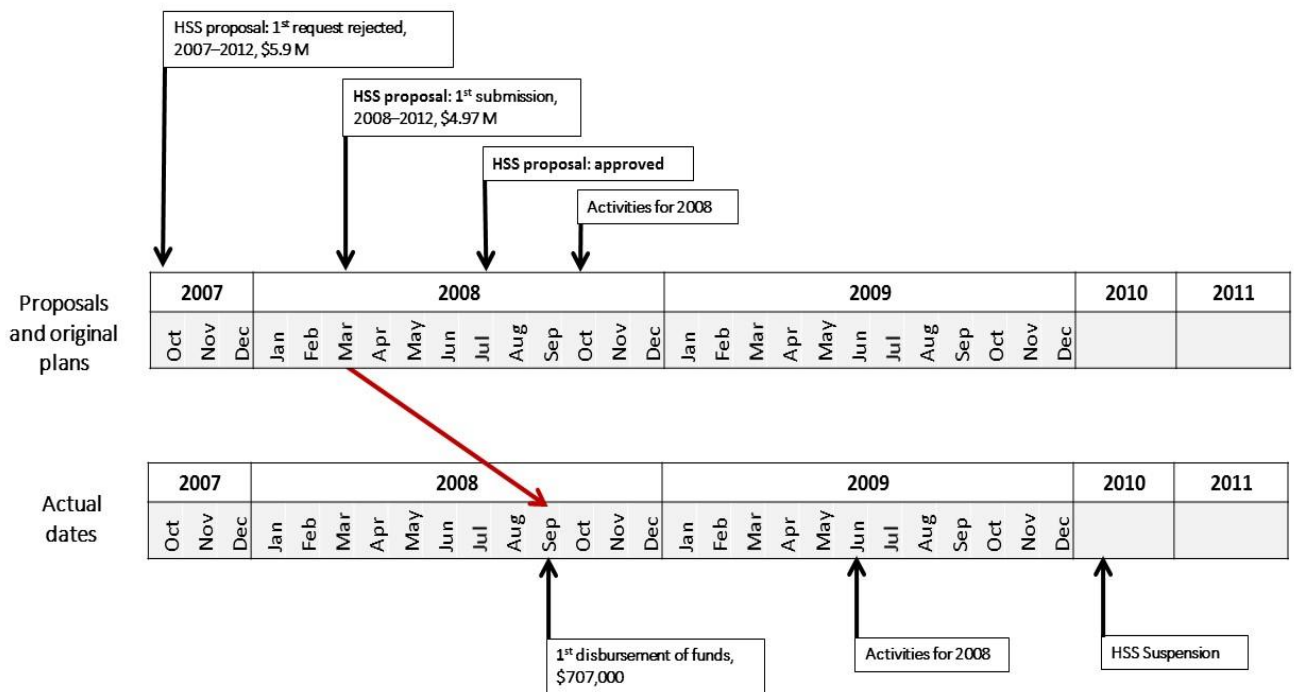 HSS proposal: 1st request rejected,
2007–2012, $5.9 M
HSS proposal: 1st submission,
2008–2012, $4.97 M
HSS proposal: approved
Activities for 2008
Proposals
and original
plans
2007 2008 2009 2010 2011
Oct Nov Dec Jan Feb Mar Apr May Jun Jul Aug Sep Oct Nov Dec Jan Feb Mar Apr May Jun Jul Aug Sep Oct Nov Dec
Actual
dates
2007 2008 2009 2010 2011
Oct Nov Dec Jan Feb Mar Apr May Jun Jul Aug Sep Oct Nov Dec Jan Feb Mar Apr May Jun Jul Aug Sep Oct Nov Dec
1st disbursement of funds,
$707,000
Activities for 2008
HSS Suspension